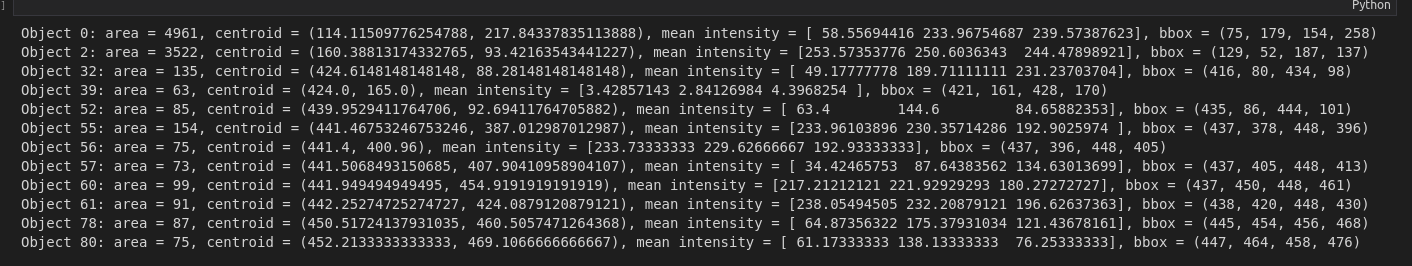 ]
Python
Object 0: area = 4961, centroid = (114.11509776254788, 217.84337835113888), mean intensity = [ 58.55694416 233.96754687 239.57387623], bbox = (75, 179, 154, 258)
Object 2: area = 3522, centroid = (160.38813174332765, 93.42163543441227), mean intensity = [253.57353776 250.6036343  244.47898921], bbox = (129, 52, 187, 137)
Object 32: area = 135, centroid = (424.6148148148148, 88.28148148148148), mean intensity = [ 49.17777778 189.71111111 231.23703704], bbox = (416, 80, 434, 98)
Object 39: area = 63, centroid = (424.0, 165.0), mean intensity = [3.42857143 2.84126984 4.3968254 ], bbox = (421, 161, 428, 170)
Object 52: area = 85, centroid = (439.9529411764706, 92.69411764705882), mean intensity = [ 63.4        144.6         84.65882353], bbox = (435, 86, 444, 101)
Object 55: area = 154, centroid = (441.46753246753246, 387.012987012987), mean intensity = [233.96103896 230.35714286 192.9025974 ], bbox = (437, 378, 448, 396)
Object 56: area = 75, centroid = (441.4, 400.96), mean intensity = [233.73333333 229.62666667 192.93333333], bbox = (437, 396, 448, 405)
Object 57: area = 73, centroid = (441.5068493150685, 407.90410958904107), mean intensity = [ 34.42465753  87.64383562 134.63013699], bbox = (437, 405, 448, 413)
Object 60: area = 99, centroid = (441.949494949495, 454.9191919191919), mean intensity = [217.21212121 221.92929293 180.27272727], bbox = (437, 450, 448, 461)
Object 61: area = 91, centroid = (442.25274725274727, 424.0879120879121), mean intensity = [238.05494505 232.20879121 196.62637363], bbox = (438, 420, 448, 430)
Object 78: area = 87, centroid = (450.51724137931035, 460.5057471264368), mean intensity = [ 64.87356322 175.37931034 121.43678161], bbox = (445, 454, 456, 468)
Object 80: area = 75, centroid = (452.2133333333333, 469.1066666666667), mean intensity = [ 61.17333333 138.13333333  76.25333333], bbox = (447, 464, 458, 476)